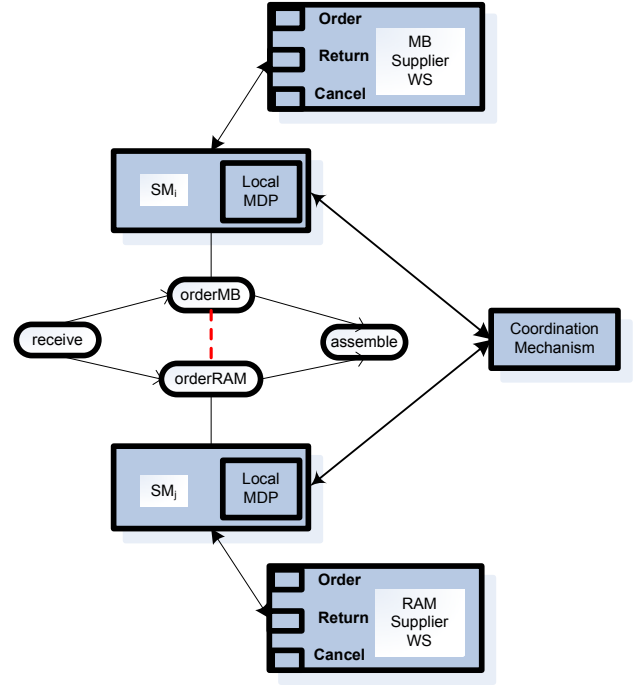 Order
Return
Cancel
MB
Supplier
WS
SMi
Local
MDP
orderMB
receive
assemble
orderRAM
Coordination
Mechanism
SMj
Local
MDP
Order
Return
Cancel
RAM
Supplier
WS